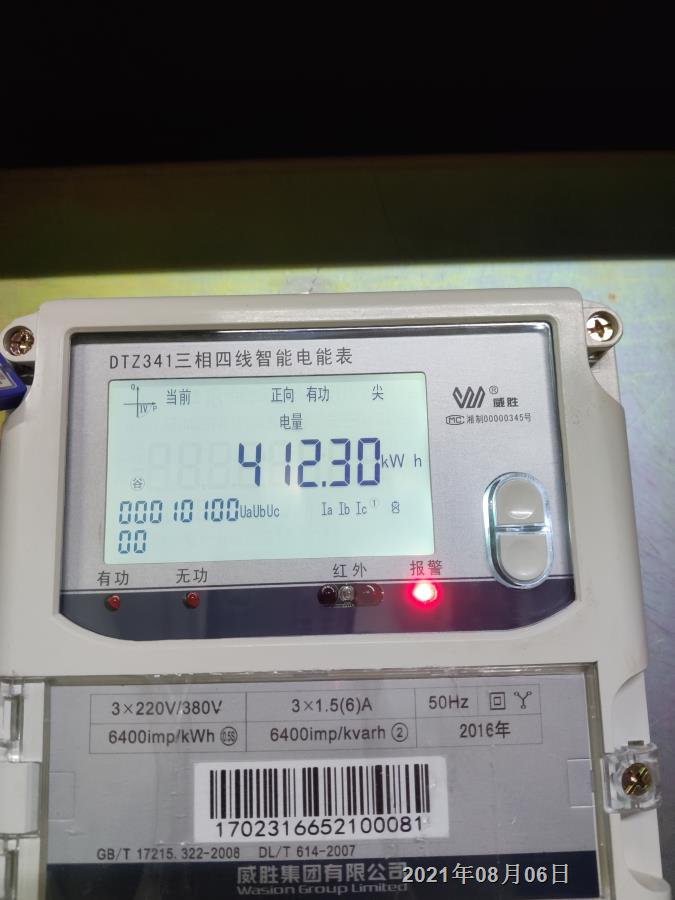 DTZ341三相四线智能电能表
当前 正向 有功 尖
电量
威胜®
MC 湘制00000345号
412.30kWh
谷
00010100UaUbUc Ia Ib Ic ①
00
有功 无功 红外 报警
3×220V/380V 3×1.5(6)A 50Hz
6400imp/kWh 0.5S 6400imp/kvarh ② 2016年
1702316652100081
GB/T 17215.322-2008 DL/T 614-2007
威胜集团有限公司
Wasion Group Limited
2021年08月06日